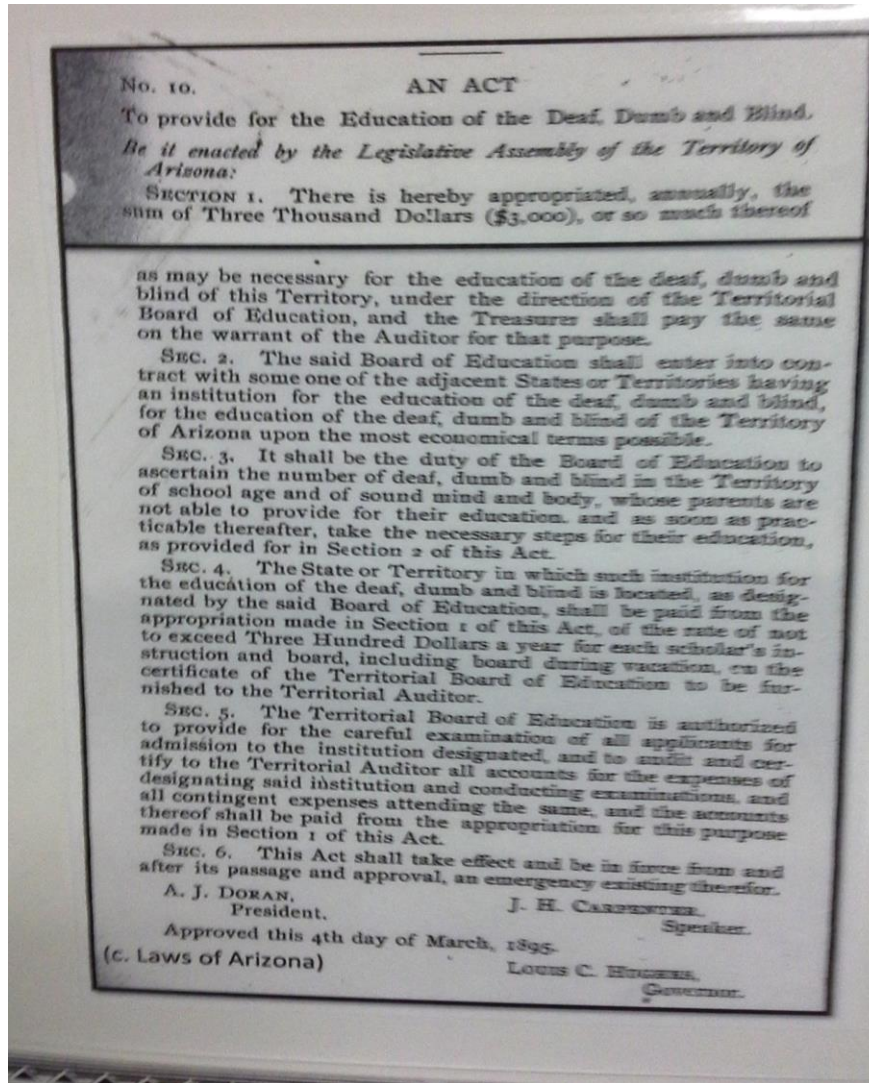 No. 10. AN ACT
To provide for the Education of the Deaf, Dumb and Blind.
Be it enacted by the Legislative Assembly of the Territory of
Arizona:
SECTION 1. There is hereby appropriated, annually, the
sum of Three Thousand Dollars ($3,000), or so much thereof
as may be necessary for the education of the deaf, dumb and
blind of this Territory, under the direction of the Territorial
Board of Education, and the Treasurer shall pay the same
on the warrant of the Auditor for that purpose.
SEC. 2. The said Board of Education shall enter into con-
tract with some one of the adjacent States or Territories having
an institution for the education of the deaf, dumb and blind,
for the education of the deaf, dumb and blind of the Territory
of Arizona upon the most economical terms possible.
SEC. 3. It shall be the duty of the Board of Education to
ascertain the number of deaf, dumb and blind in the Territory
of school age and of sound mind and body, whose parents are
not able to provide for their education, and as soon as prac-
ticable thereafter, take the necessary steps for their education,
as provided for in Section 2 of this Act.
SEC. 4. The State or Territory in which such institution for
the education of the deaf, dumb and blind is located, as desig-
nated by the said Board of Education, shall be paid from the
appropriation made in Section 1 of this Act, of the rate of not
to exceed Three Hundred Dollars a year for each scholar's in-
struction and board, including board during vacation, on the
certificate of the Territorial Board of Education to be fur-
nished to the Territorial Auditor.
SEC. 5. The Territorial Board of Education is authorized
to provide for the careful examination of all applicants for
admission to the institution designated, and to audit and cer-
tify to the Territorial Auditor all accounts for the expenses of
designating said institution and conducting examinations, and
all contingent expenses attending the same, and the accounts
thereof shall be paid from the appropriation for this purpose
made in Section 1 of this Act.
SEC. 6. This Act shall take effect and be in force from and
after its passage and approval, an emergency existing therefor.
A. J. DORAN,
President.
J. H. CARPENTER,
Speaker.
Approved this 4th day of March, 1895.
(c. Laws of Arizona)
LOUIS C. HUGHES,
Governor.